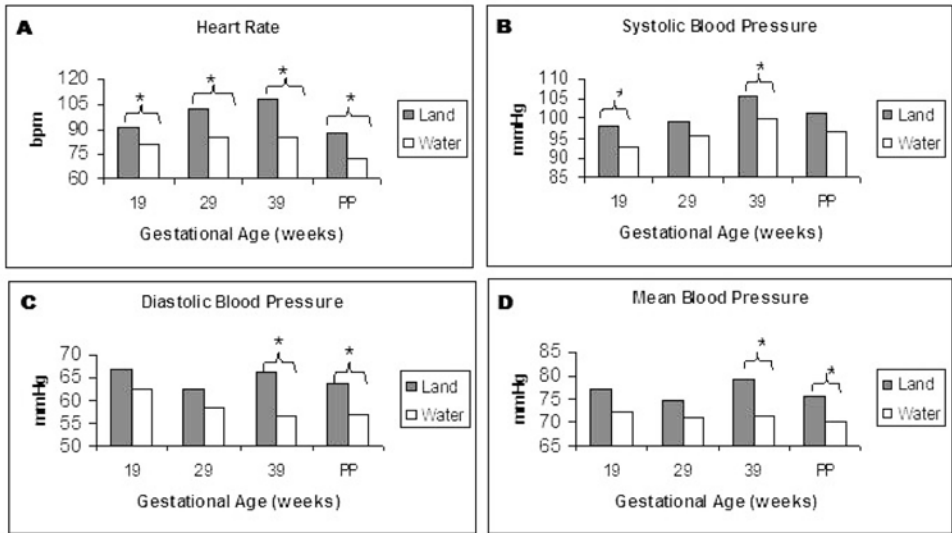 A
Heart Rate
bpm
120
105
90
75
60
*
*
*
*
19 29 39 PP
Gestational Age (weeks)
Land
Water
B
Systolic Blood Pressure
mmHg
110
105
100
95
90
85
*
*
19 29 39 PP
Gestational Age (weeks)
Land
Water
C
Diastolic Blood Pressure
mmHg
70
65
60
55
50
*
*
19 29 39 PP
Gestational Age (weeks)
Land
Water
D
Mean Blood Pressure
mmHg
85
80
75
70
65
*
*
19 29 39 PP
Gestational Age (weeks)
Land
Water